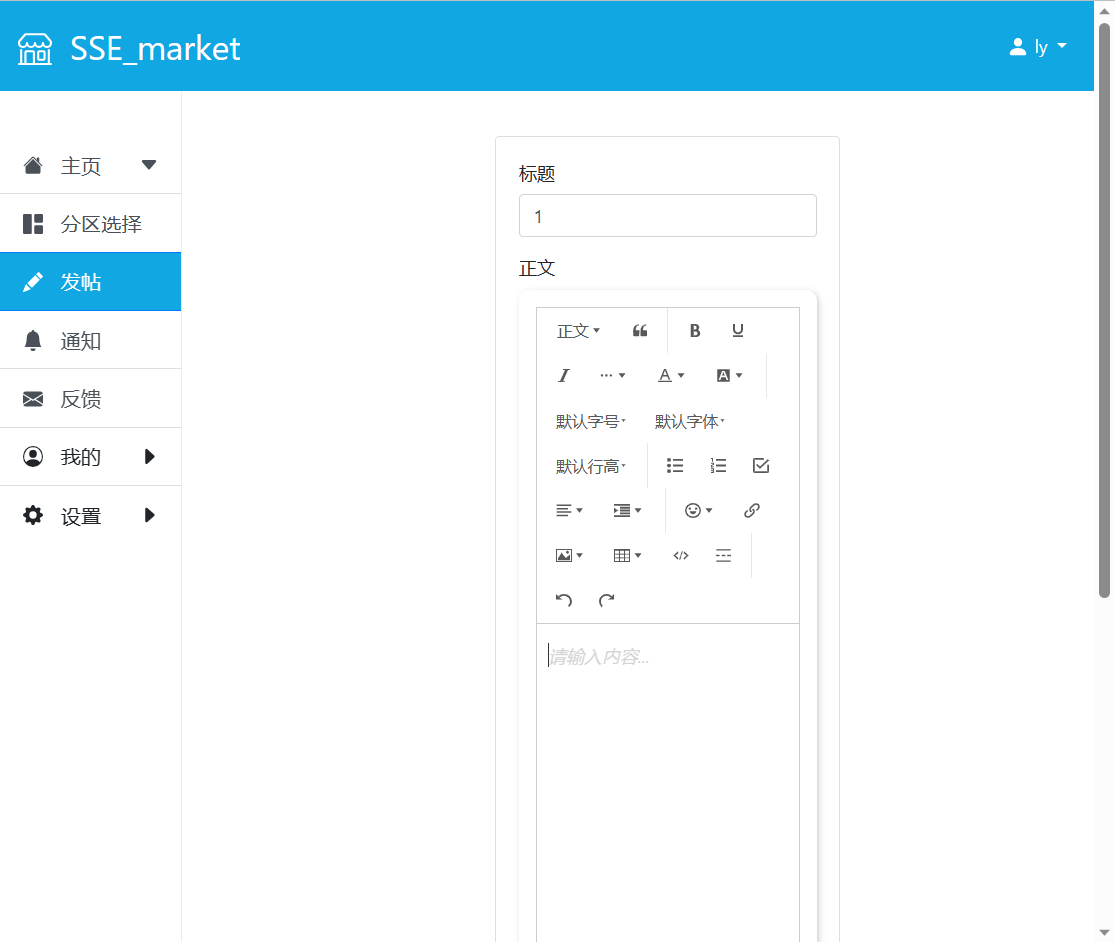 SSE_market
ly
主页
分区选择
发帖
通知
反馈
我的
设置
标题
1
正文
正文 “ B U
I ... A A
默认字号 默认字体
默认行高
</>
请输入内容...